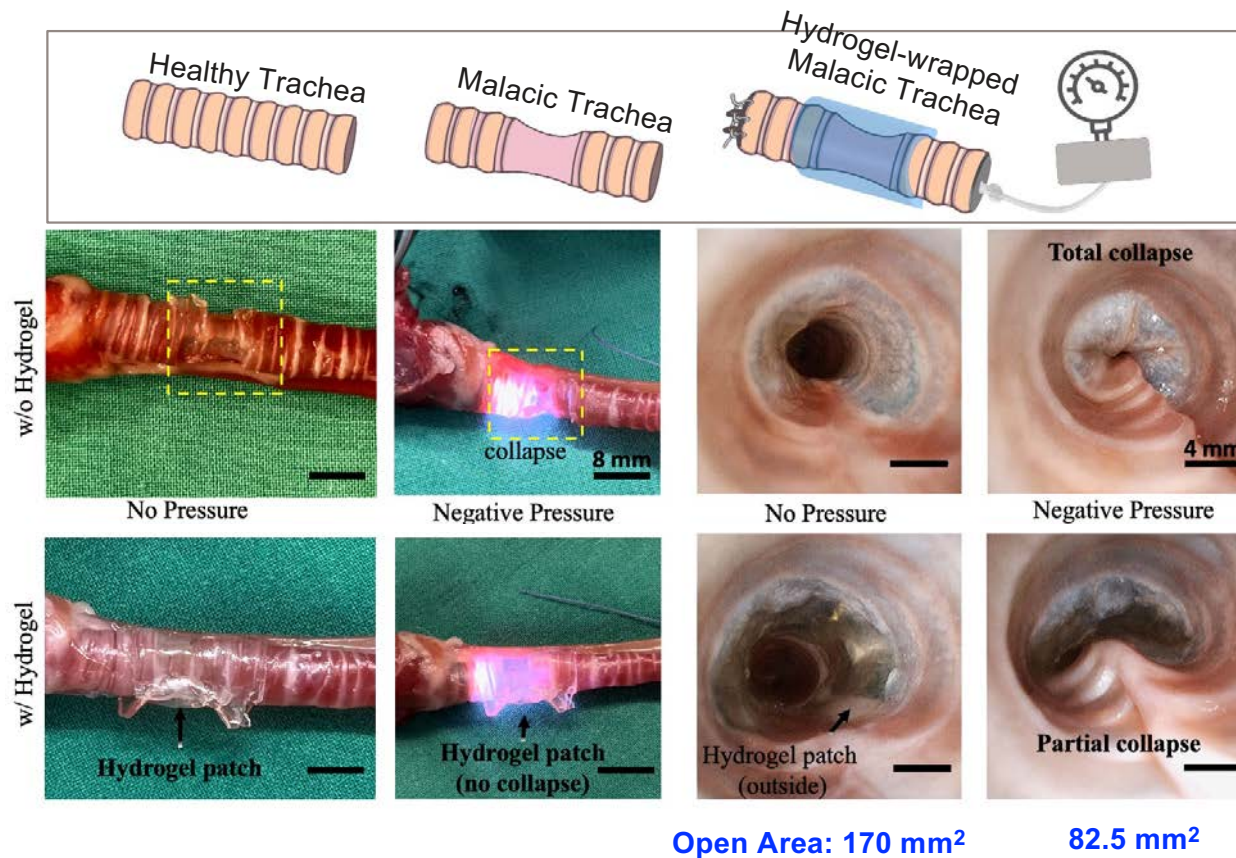 Healthy Trachea
Malacic Trachea
Hydrogel-wrapped
Malacic Trachea
w/o Hydrogel
collapse
8 mm
Total collapse
4 mm
No Pressure
Negative Pressure
No Pressure
Negative Pressure
w/ Hydrogel
Hydrogel patch
Hydrogel patch
(no collapse)
Hydrogel patch
(outside)
Partial collapse
Open Area: 170 mm²
82.5 mm²